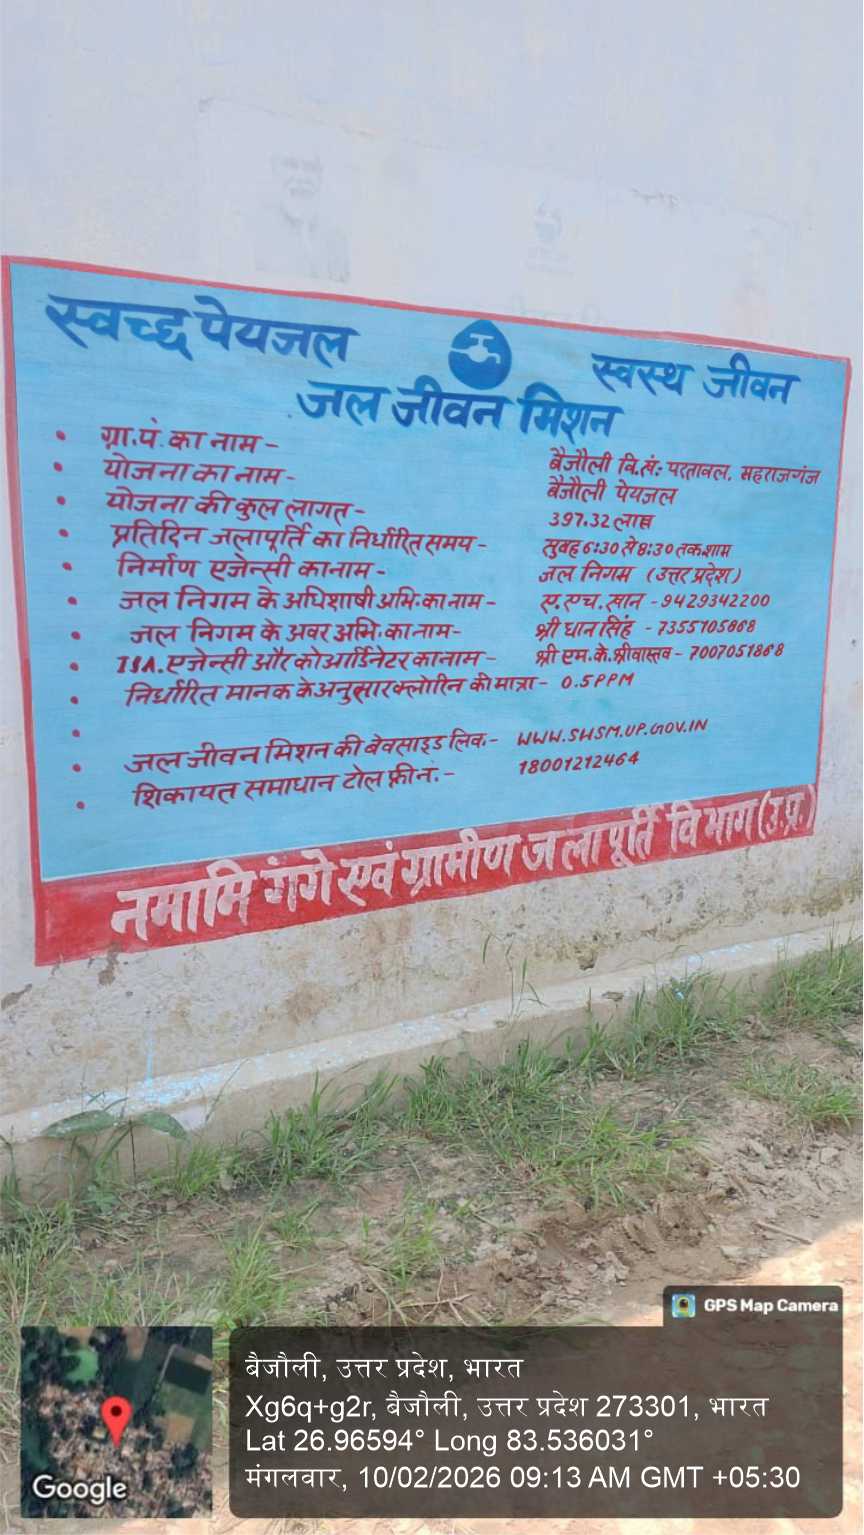 स्वच्छ पेयजल स्वस्थ जीवन
जल जीवन मिशन
• ग्रा.पं. का नाम - बैजौली वि.खं:- परतावल, महराजगंज
• योजना का नाम - बैजौली पेयजल
• योजना की कुल लागत - 397.32 लाख
• प्रतिदिन जलापूर्ति का निर्धारित समय - सुबह 6:30 से 8:30 तक शाम
• निर्माण एजेन्सी का नाम - जल निगम (उत्तर प्रदेश)
• जल निगम के अधिशाषी अभि. का नाम - ए.एच. खान - 9429342200
• जल निगम के अवर अभि. का नाम - श्री धान सिंह - 7355105868
• ISA. एजेन्सी और कोआर्डिनेटर का नाम - श्री एम.के. श्रीवास्तव - 7007051868
• निर्धारित मानक के अनुसार क्लोरिन की मात्रा - 0.5 PPM
• जल जीवन मिशन की बेवसाइड लिंक. - WWW.SWSM.UP.GOV.IN
• शिकायत समाधान टोल फ्री नं. - 18001212464
नमामि गंगे एवं ग्रामीण जलापूर्ति विभाग (उ.प्र.)
GPS Map Camera
बैजौली, उत्तर प्रदेश, भारत
Xg6q+g2r, बैजौली, उत्तर प्रदेश 273301, भारत
Lat 26.96594° Long 83.536031°
मंगलवार, 10/02/2026 09:13 AM GMT +05:30
Google